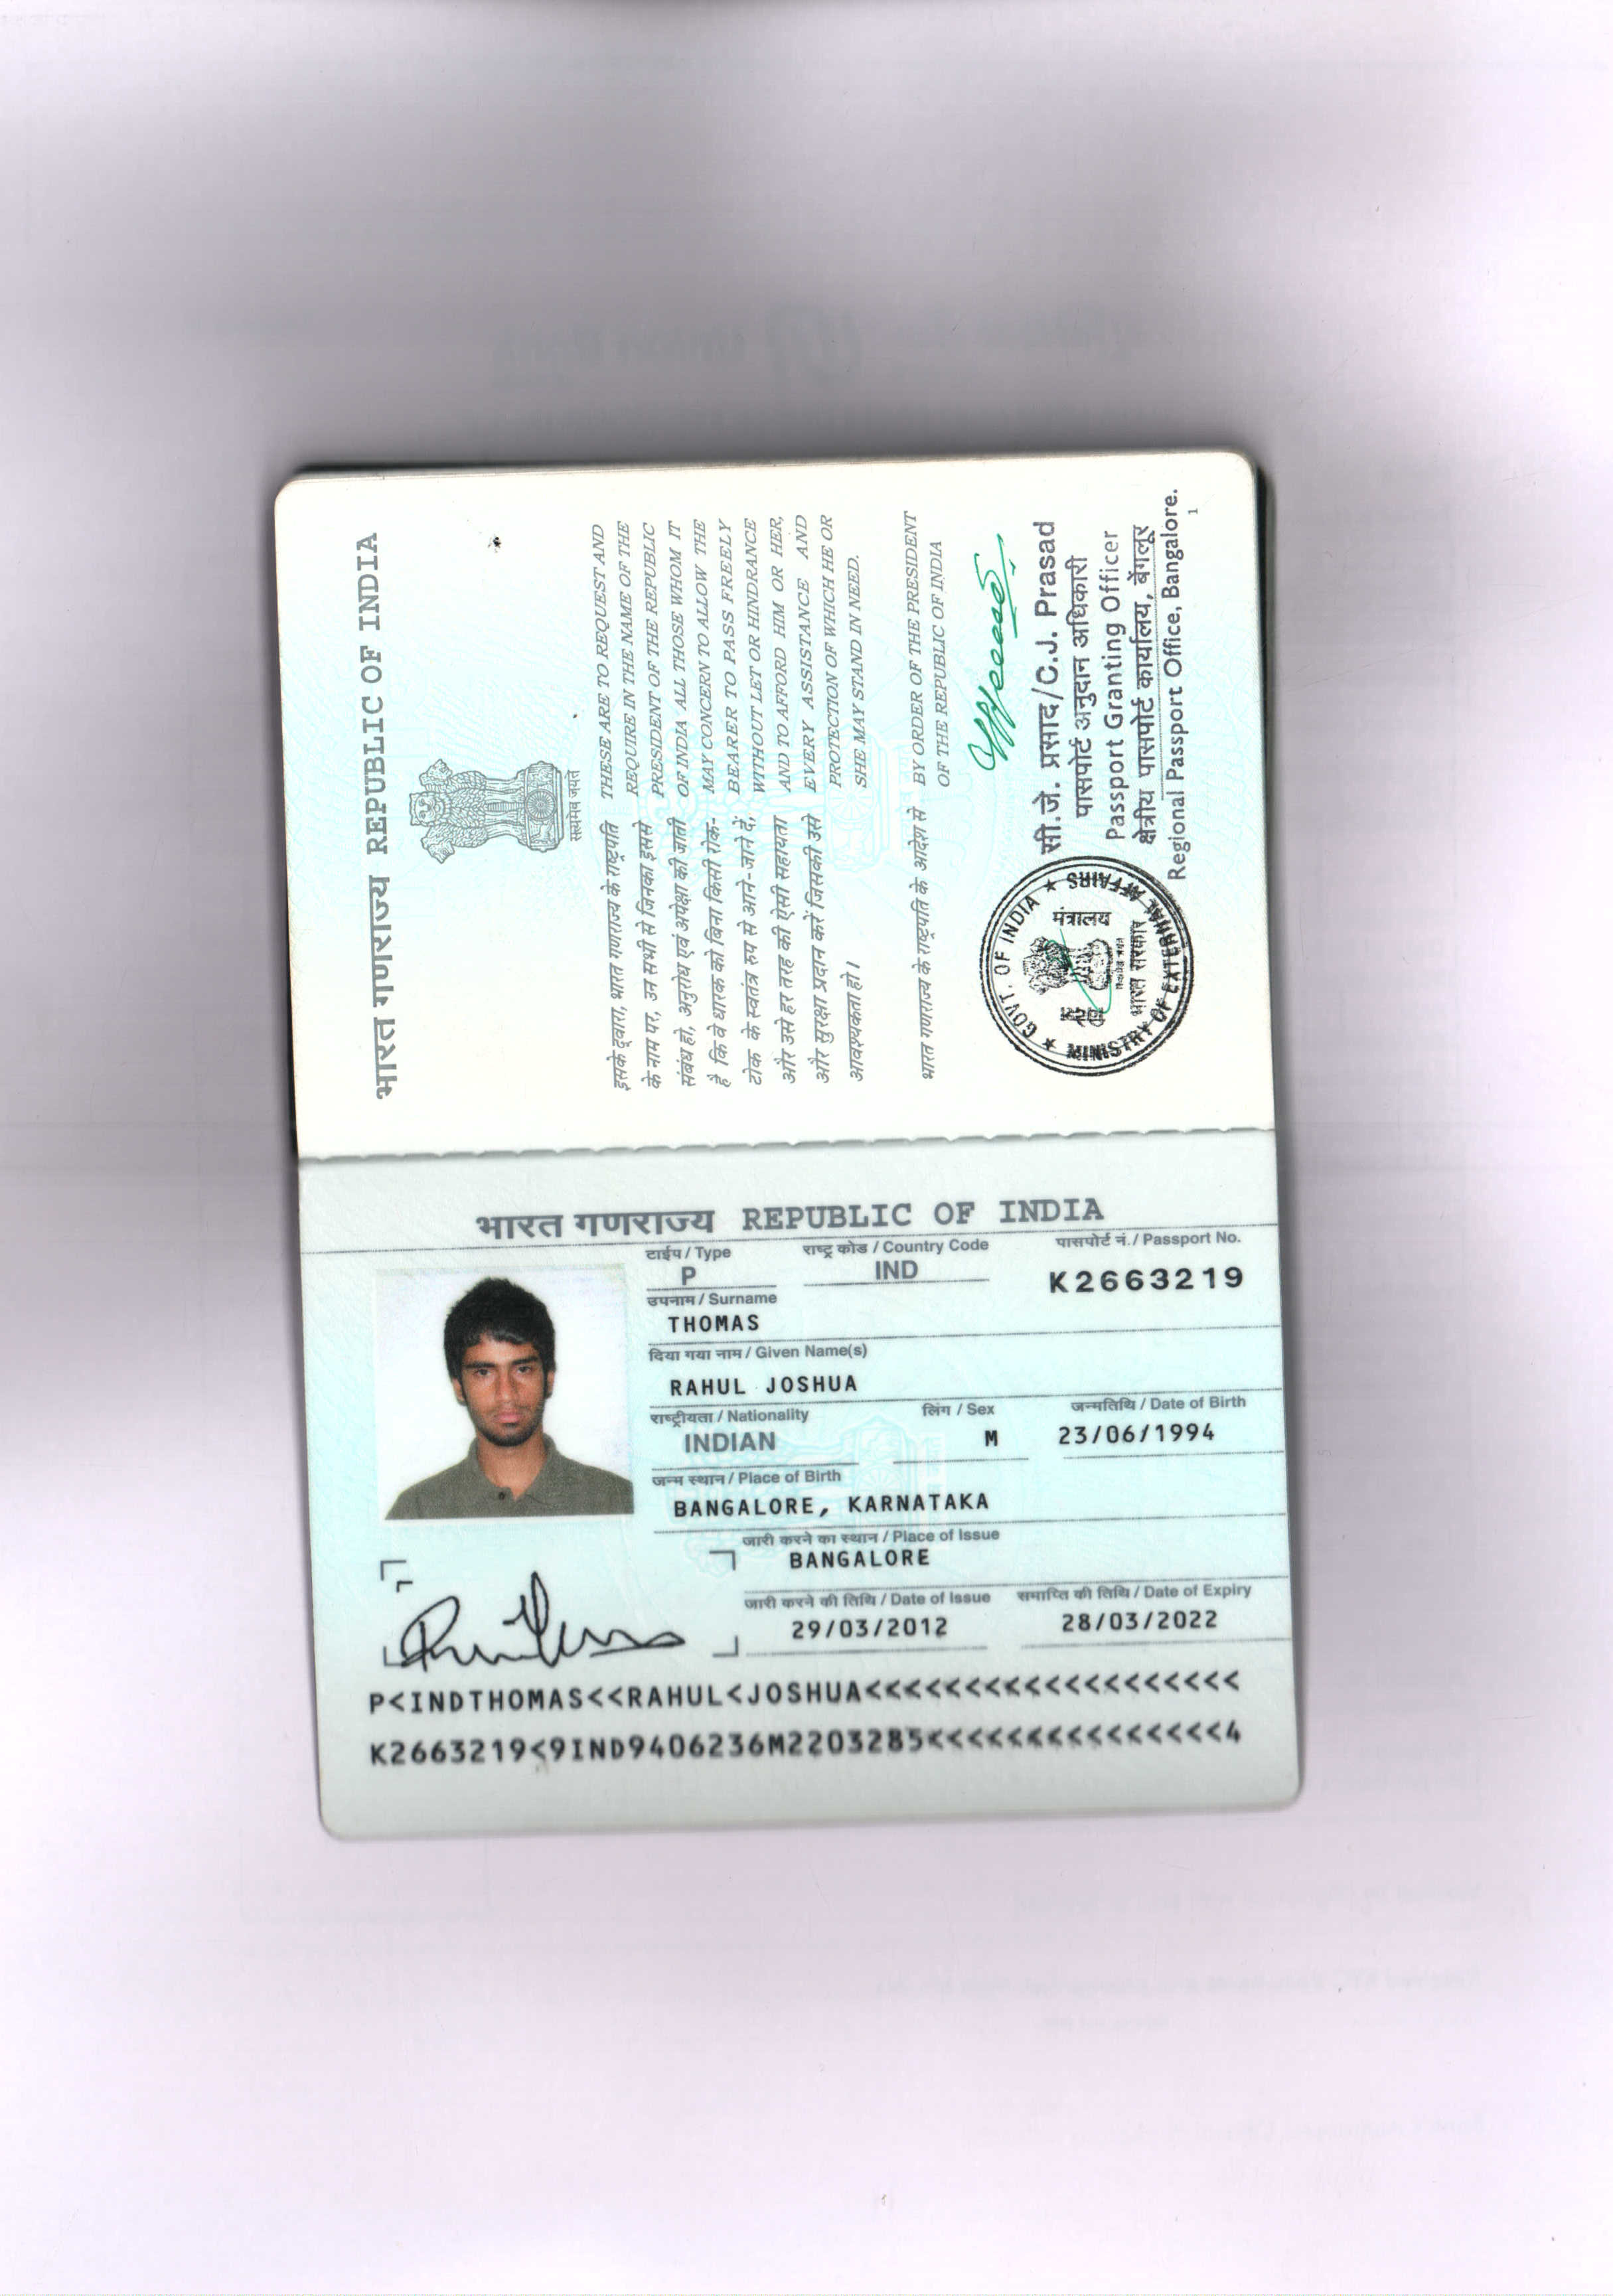 भारत गणराज्य REPUBLIC OF INDIA
सत्यमेव जयते
इसके द्वारा, भारत गणराज्य के राष्ट्रपति
के नाम पर, उन सभी से जिनका इससे
संबंध हो, अनुरोध एवं अपेक्षा की जाती
है कि वे धारक को बिना किसी रोक-
टोक के स्वतंत्र रुप से आने-जाने दें,
और उसे हर तरह की ऐसी सहायता
और सुरक्षा प्रदान करें जिसकी उसे
आवश्यकता हो।
THESE ARE TO REQUEST AND
REQUIRE IN THE NAME OF THE
PRESIDENT OF THE REPUBLIC
OF INDIA ALL THOSE WHOM IT
MAY CONCERN TO ALLOW THE
BEARER TO PASS FREELY
WITHOUT LET OR HINDRANCE
AND TO AFFORD HIM OR HER,
EVERY ASSISTANCE AND
PROTECTION OF WHICH HE OR
SHE MAY STAND IN NEED.
भारत गणराज्य के राष्ट्रपति के आदेश से
BY ORDER OF THE PRESIDENT
OF THE REPUBLIC OF INDIA
★ GOVT. OF INDIA ★
MINISTRY OF EXTERNAL AFFAIRS
मंत्रालय
भारत सरकार
सी.जे. प्रसाद/C.J. Prasad
पासपोर्ट अनुदान अधिकारी
Passport Granting Officer
क्षेत्रीय पासपोर्ट कार्यालय, बेंगलूर
Regional Passport Office, Bangalore.
1
भारत गणराज्य REPUBLIC OF INDIA
टाईप / Type राष्ट्र कोड / Country Code पासपोर्ट नं. / Passport No.
P IND K2663219
उपनाम / Surname
THOMAS
दिया गया नाम / Given Name(s)
RAHUL JOSHUA
राष्ट्रीयता / Nationality लिंग / Sex जन्मतिथि / Date of Birth
INDIAN M 23/06/1994
जन्म स्थान / Place of Birth
BANGALORE, KARNATAKA
जारी करने का स्थान / Place of Issue
BANGALORE
जारी करने की तिथि / Date of Issue समाप्ति की तिथि / Date of Expiry
29/03/2012 28/03/2022
P<INDTHOMAS<<RAHUL<JOSHUA<<<<<<<<<<<<<<<<<<<
K2663219<9IND9406236M2203285<<<<<<<<<<<<<<<4